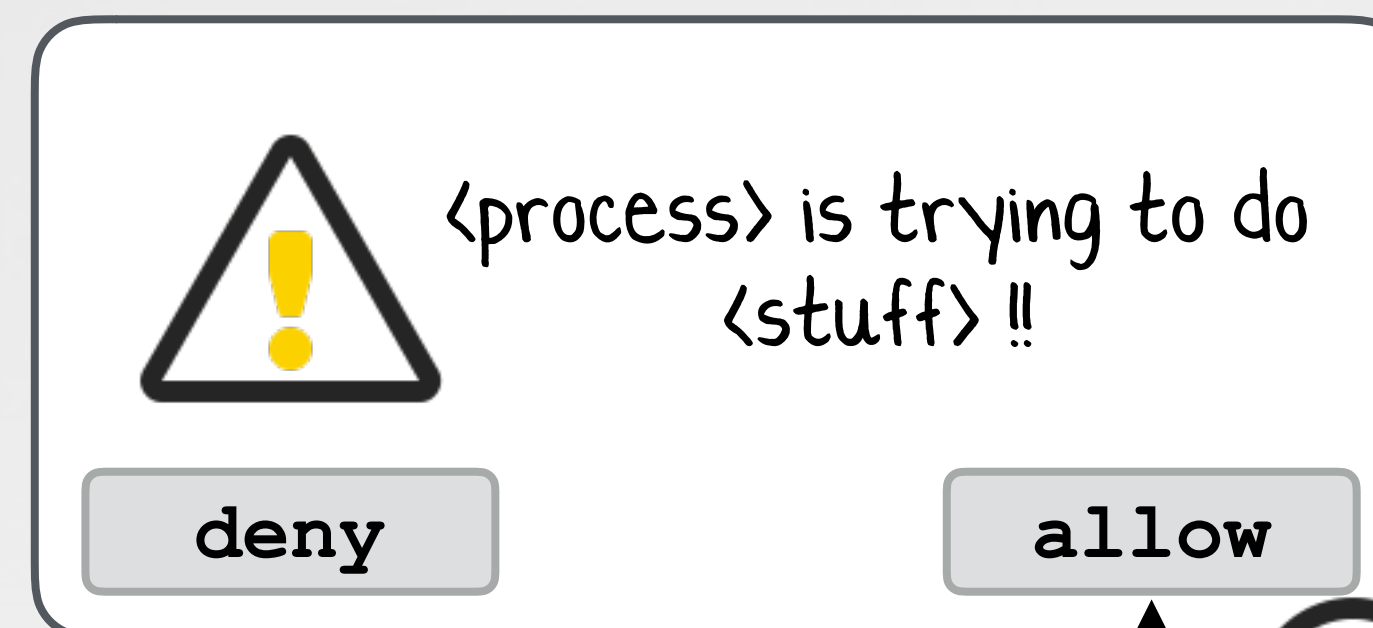 <process> is trying to do
<stuff> !!
deny
allow